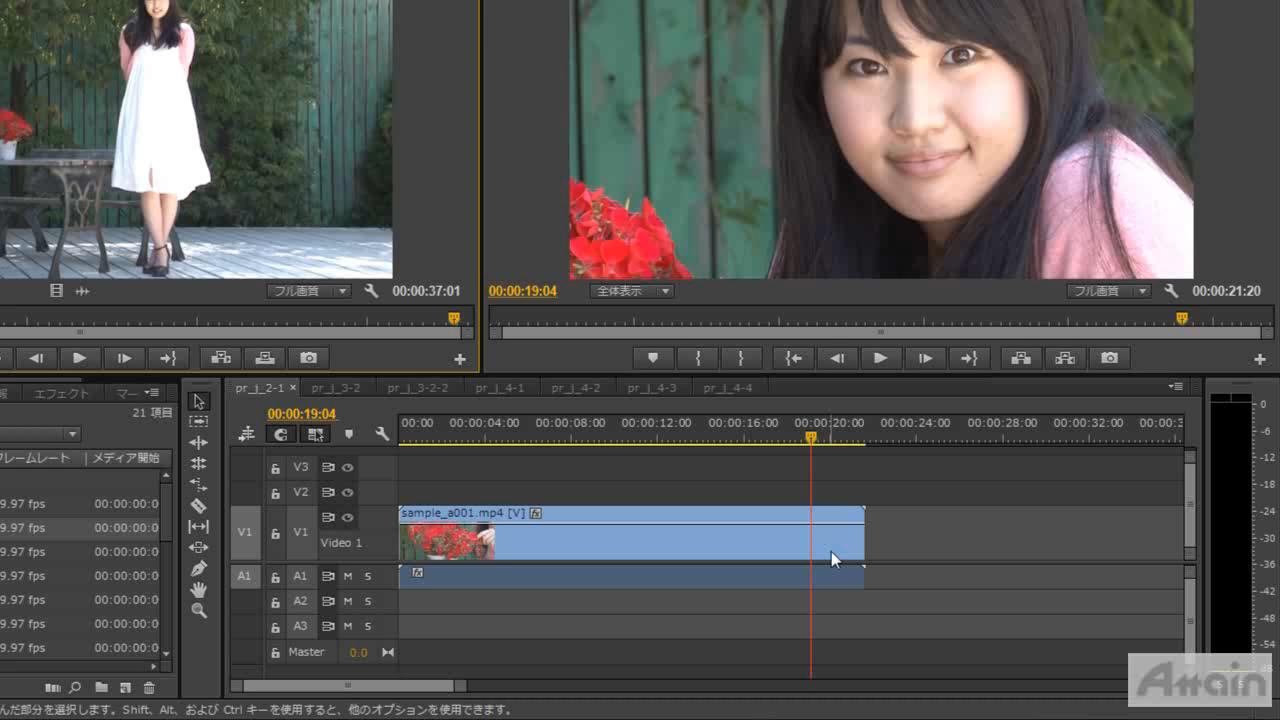 フル画質
00:00:37:01
00:00:19:04
全体表示
フル画質
00:00:21:20
報
エフェクト
マー
21 項目
フレームレート
メディア開始
9.97 fps 00:00:00:0
9.97 fps 00:00:00:0
9.97 fps 00:00:00:0
9.97 fps 00:00:00:0
9.97 fps 00:00:00:0
9.97 fps 00:00:00:0
9.97 fps 00:00:00:0
pr_j_2-1 × pr_j_3-2 pr_j_3-2-2 pr_j_4-1 pr_j_4-2 pr_j_4-3 pr_j_4-4
00:00:19:04
00:00 00:00:04:00 00:00:08:00 00:00:12:00 00:00:16:00 00:00:20:00 00:00:24:00 00:00:28:00 00:00:32:00 00:00:3
V3
V2
V1 V1 Video 1
sample_a001.mp4 [V] fx
A1 A1 M S fx
A2 M S
A3 M S
Master 0.0
0
-6
-12
-18
-24
-30
-36
-42
-48
-54
S S
Attain
んだ部分を選択します。Shift、Alt、および Ctrl キーを使用すると、他のオプションを使用できます。